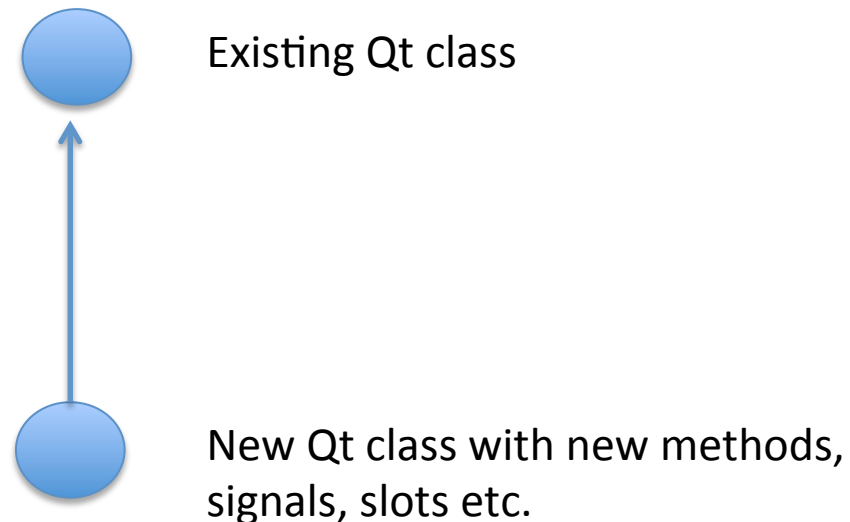 Existing Qt class
New Qt class with new methods,
signals, slots etc.